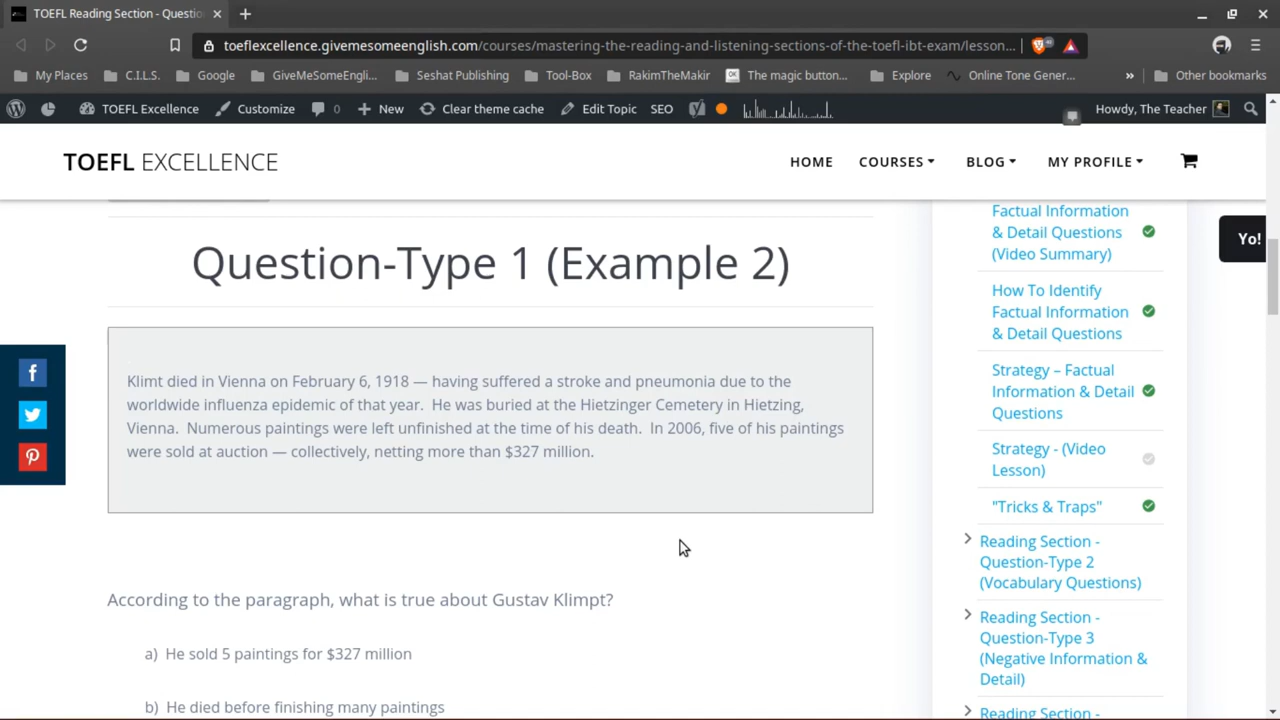 TOEFL Reading Section - Questio
toeflexcellence.givemesomeenglish.com/courses/mastering-the-reading-and-listening-sections-of-the-toefl-ibt-exam/lesson...
My Places
C.I.L.S.
Google
GiveMeSomeEngli...
Seshat Publishing
Tool-Box
RakimTheMakir
OK
The magic button...
Explore
Online Tone Gener...
»
Other bookmarks
TOEFL Excellence
Customize
0
New
Clear theme cache
Edit Topic
SEO
Howdy, The Teacher
TOEFL EXCELLENCE
HOME
COURSES
BLOG
MY PROFILE
Question-Type 1 (Example 2)
Klimt died in Vienna on February 6, 1918 — having suffered a stroke and pneumonia due to the
worldwide influenza epidemic of that year. He was buried at the Hietzinger Cemetery in Hietzing,
Vienna. Numerous paintings were left unfinished at the time of his death. In 2006, five of his paintings
were sold at auction — collectively, netting more than $327 million.
According to the paragraph, what is true about Gustav Klimpt?
a) He sold 5 paintings for $327 million
b) He died before finishing many paintings
Factual Information
& Detail Questions
(Video Summary)
How To Identify
Factual Information
& Detail Questions
Strategy – Factual
Information & Detail
Questions
Strategy - (Video
Lesson)
"Tricks & Traps"
Reading Section -
Question-Type 2
(Vocabulary Questions)
Reading Section -
Question-Type 3
(Negative Information &
Detail)
Reading Section -
Yo!